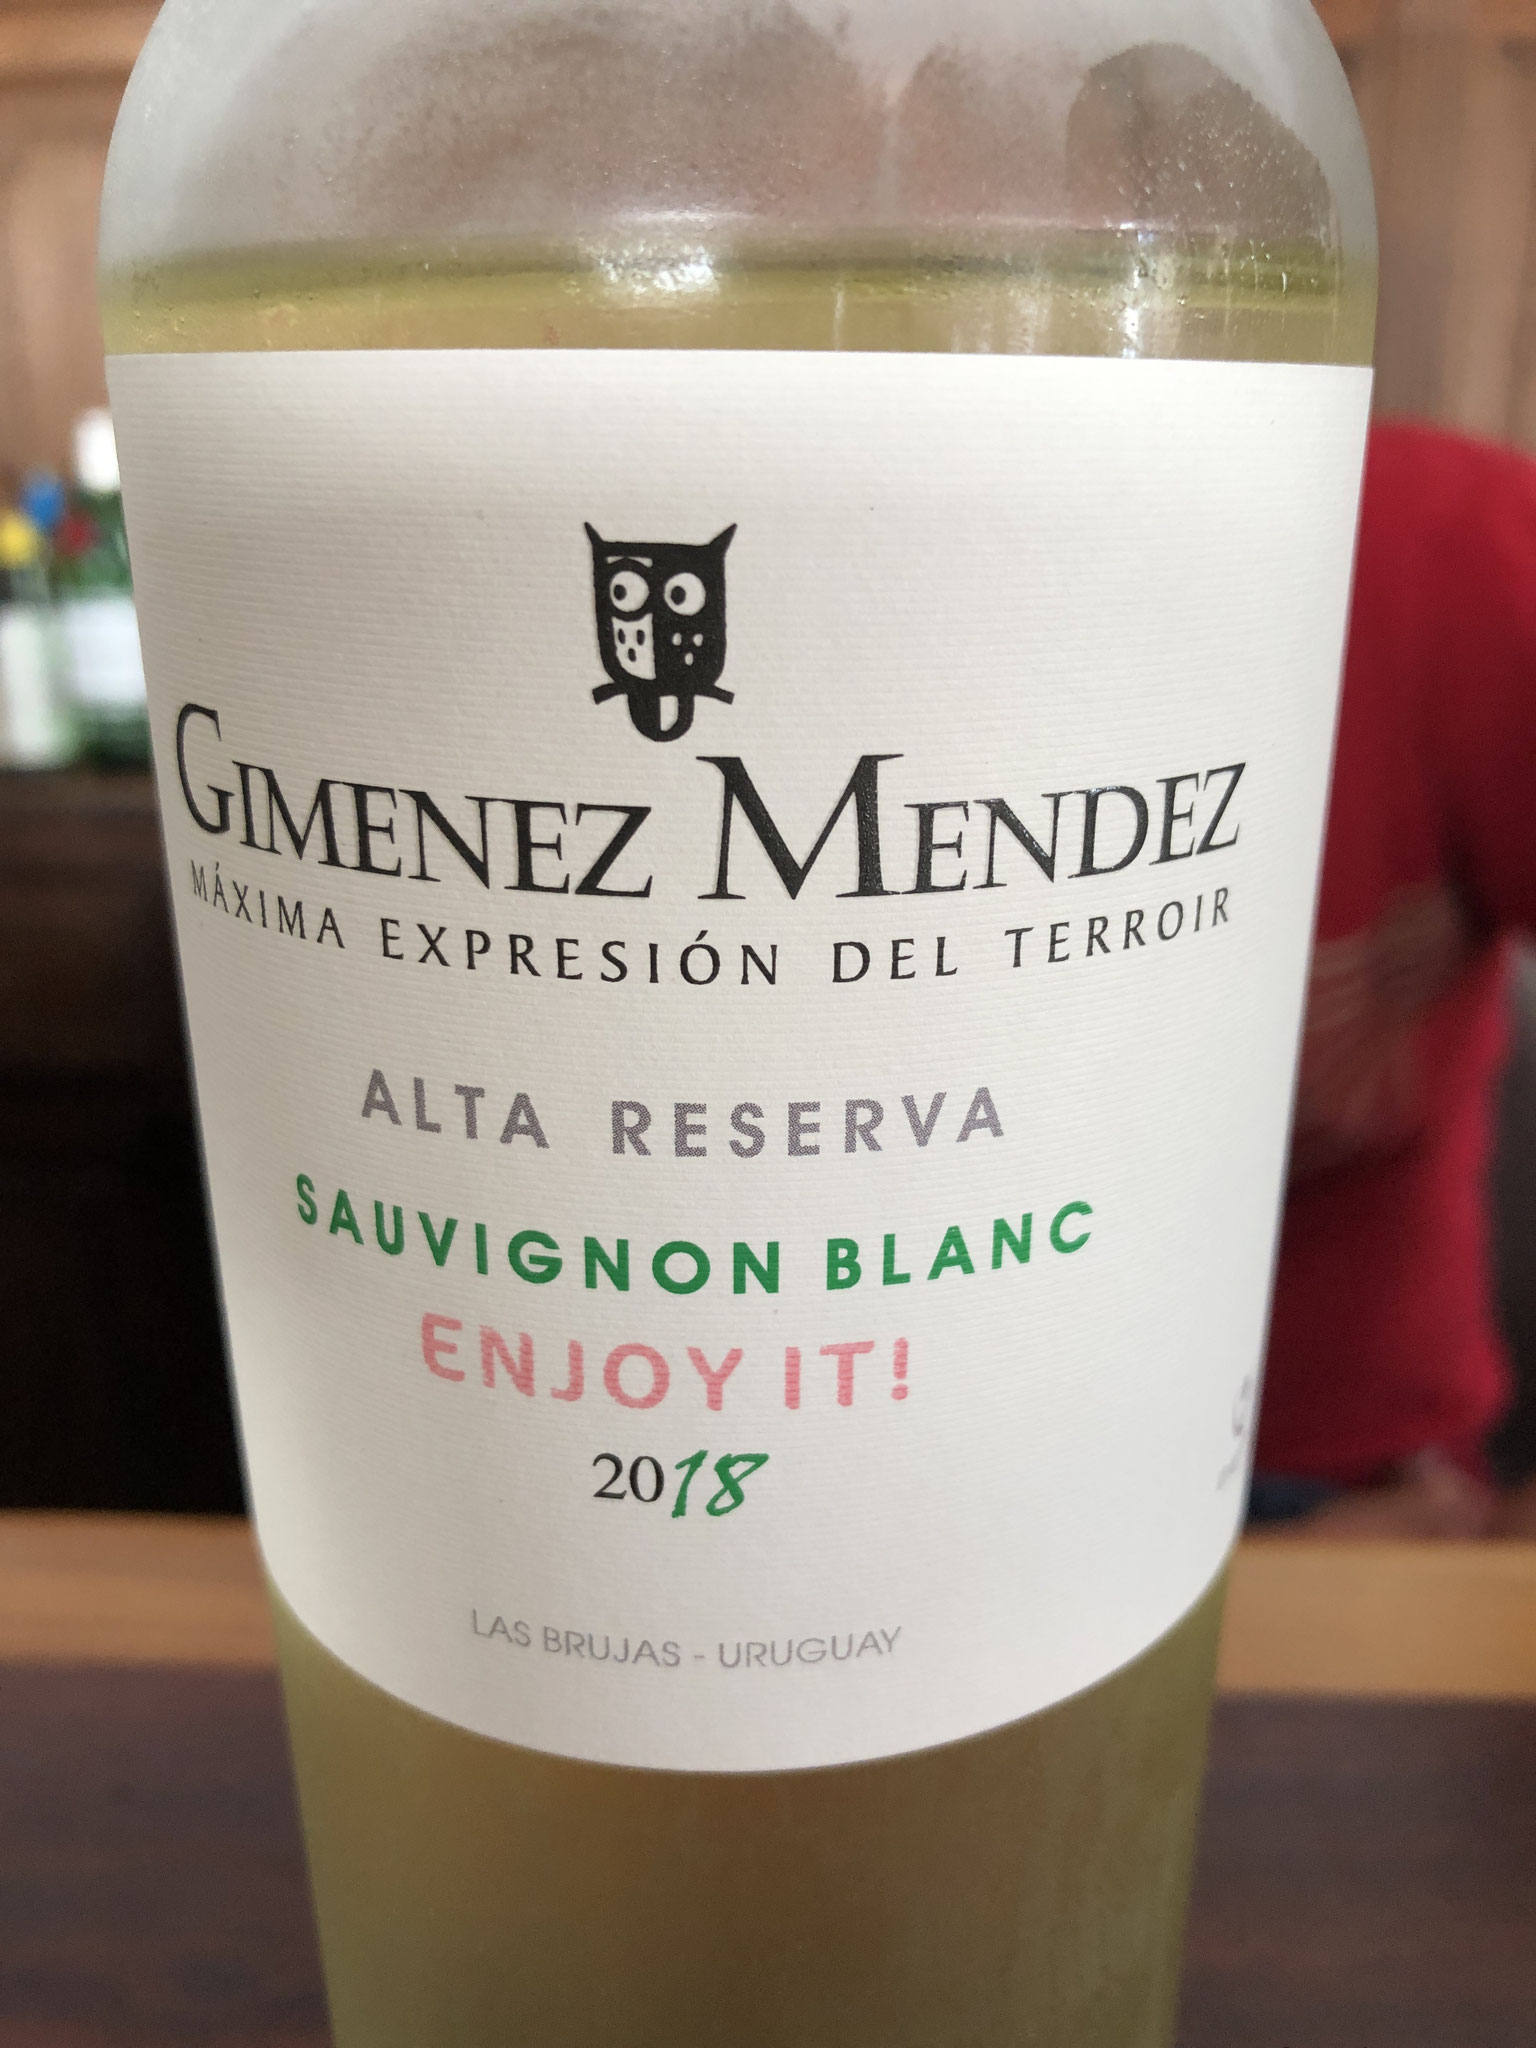 GIMENEZ MENDEZ
MÁXIMA EXPRESIÓN DEL TERROIR
ALTA RESERVA
SAUVIGNON BLANC
ENJOY IT!
2018
LAS BRUJAS - URUGUAY